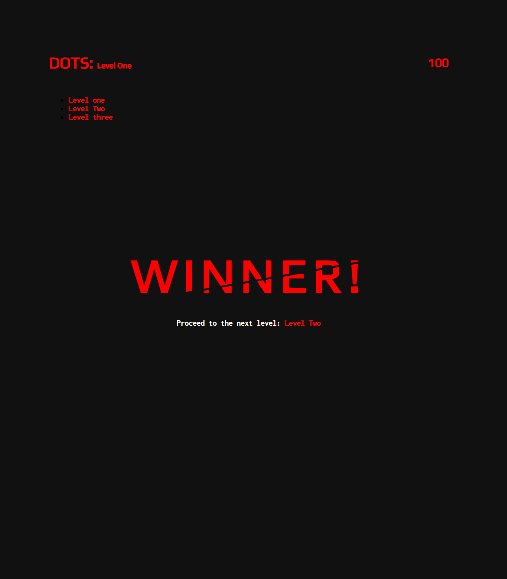 DOTS: Level One 100
Level one
Level Two
Level three
WINNER!
Proceed to the next level: Level Two